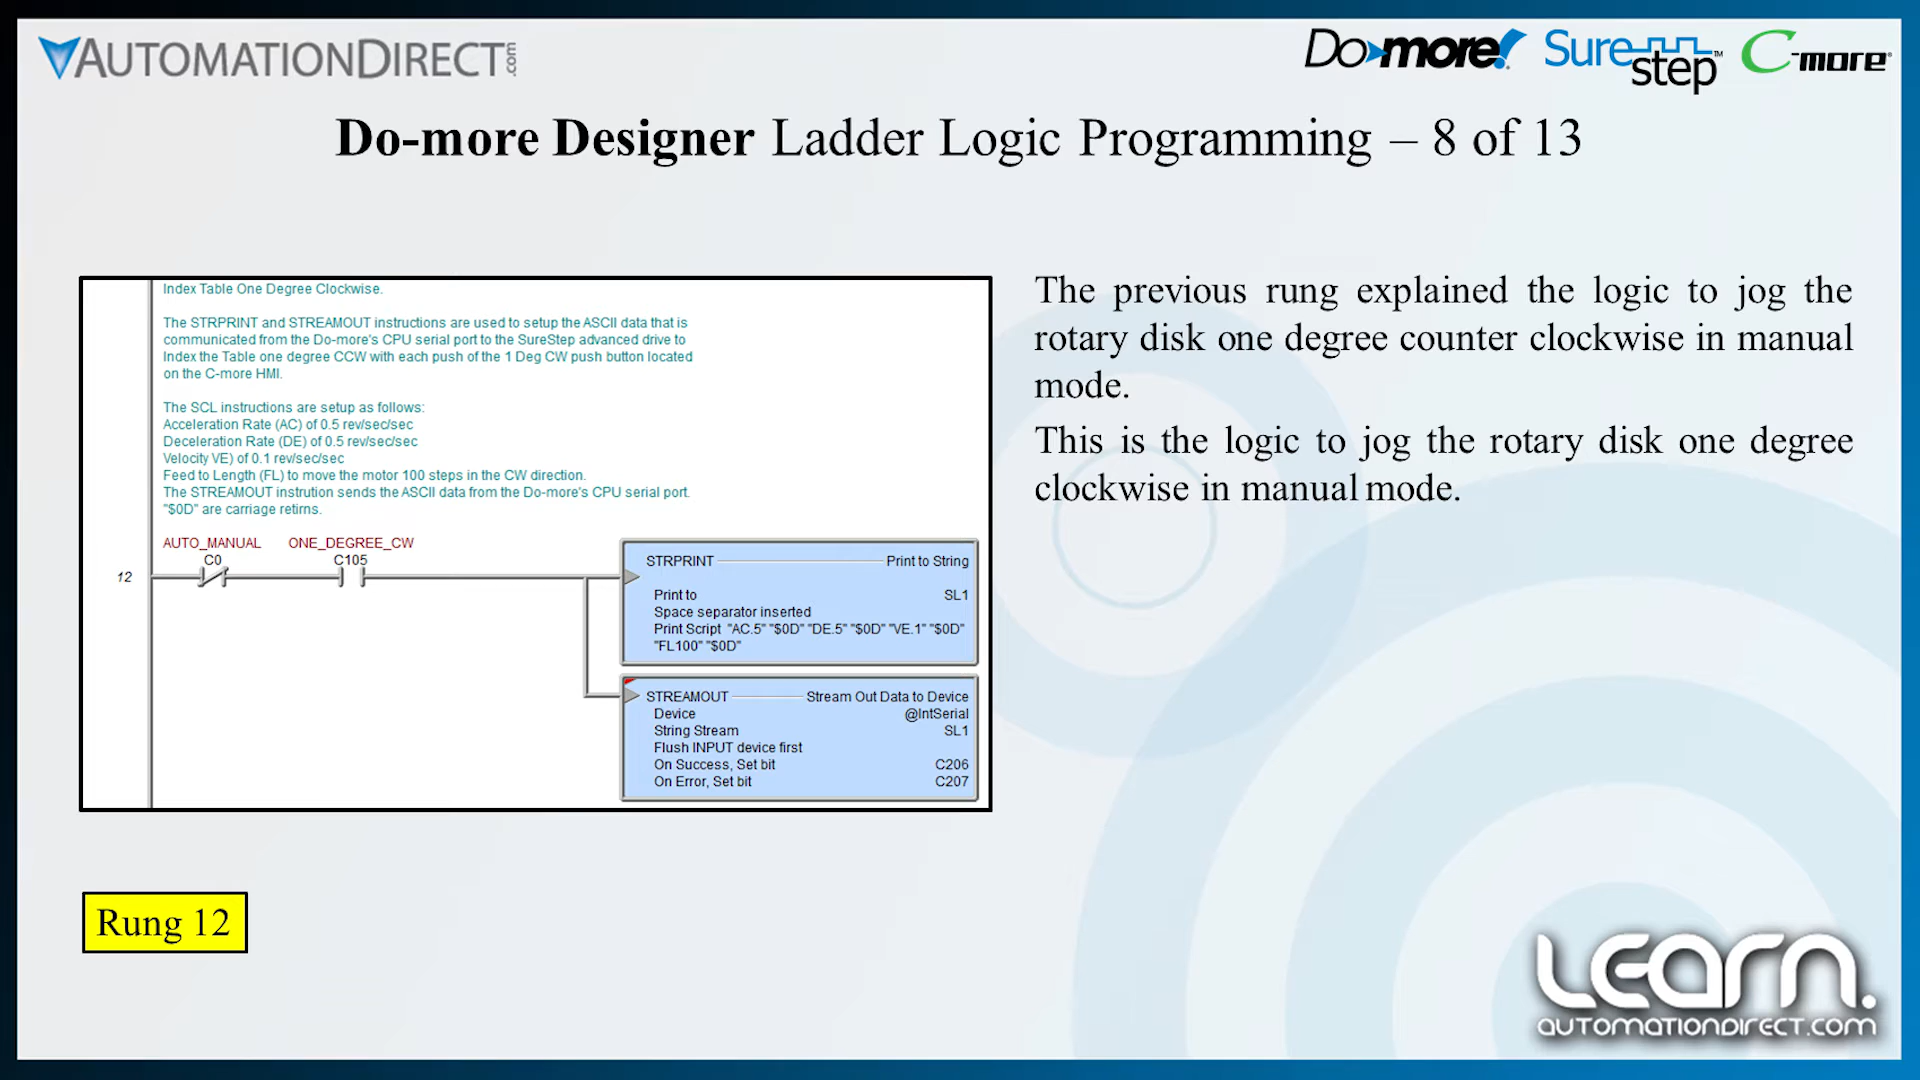 AUTOMATIONDIRECT.com
Do-more! SureStep™ C-more®
Do-more Designer Ladder Logic Programming – 8 of 13
Index Table One Degree Clockwise.
The STRPRINT and STREAMOUT instructions are used to setup the ASCII data that is
communicated from the Do-more's CPU serial port to the SureStep advanced drive to
Index the Table one degree CCW with each push of the 1 Deg CW push button located
on the C-more HMI.
The SCL instructions are setup as follows:
Acceleration Rate (AC) of 0.5 rev/sec/sec
Deceleration Rate (DE) of 0.5 rev/sec/sec
Velocity VE) of 0.1 rev/sec/sec
Feed to Length (FL) to move the motor 100 steps in the CW direction.
The STREAMOUT instrution sends the ASCII data from the Do-more's CPU serial port.
"$0D" are carriage retirns.
AUTO_MANUAL ONE_DEGREE_CW
C0 C105
12
STRPRINT Print to String
Print to SL1
Space separator inserted
Print Script "AC.5" "$0D" "DE.5" "$0D" "VE.1" "$0D"
"FL100" "$0D"
STREAMOUT Stream Out Data to Device
Device @IntSerial
String Stream SL1
Flush INPUT device first
On Success, Set bit C206
On Error, Set bit C207
The previous rung explained the logic to jog the
rotary disk one degree counter clockwise in manual
mode.
This is the logic to jog the rotary disk one degree
clockwise in manual mode.
Rung 12
LEARN.
AUTOMATIONDIRECT.COM